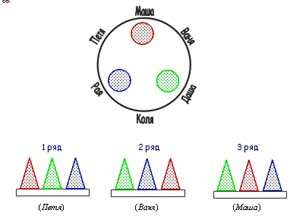 Маша
Петя
Ваня
Рая
Даша
Коля
1 ряд 2 ряд 3 ряд
(Петя) (Ваня) (Маша)